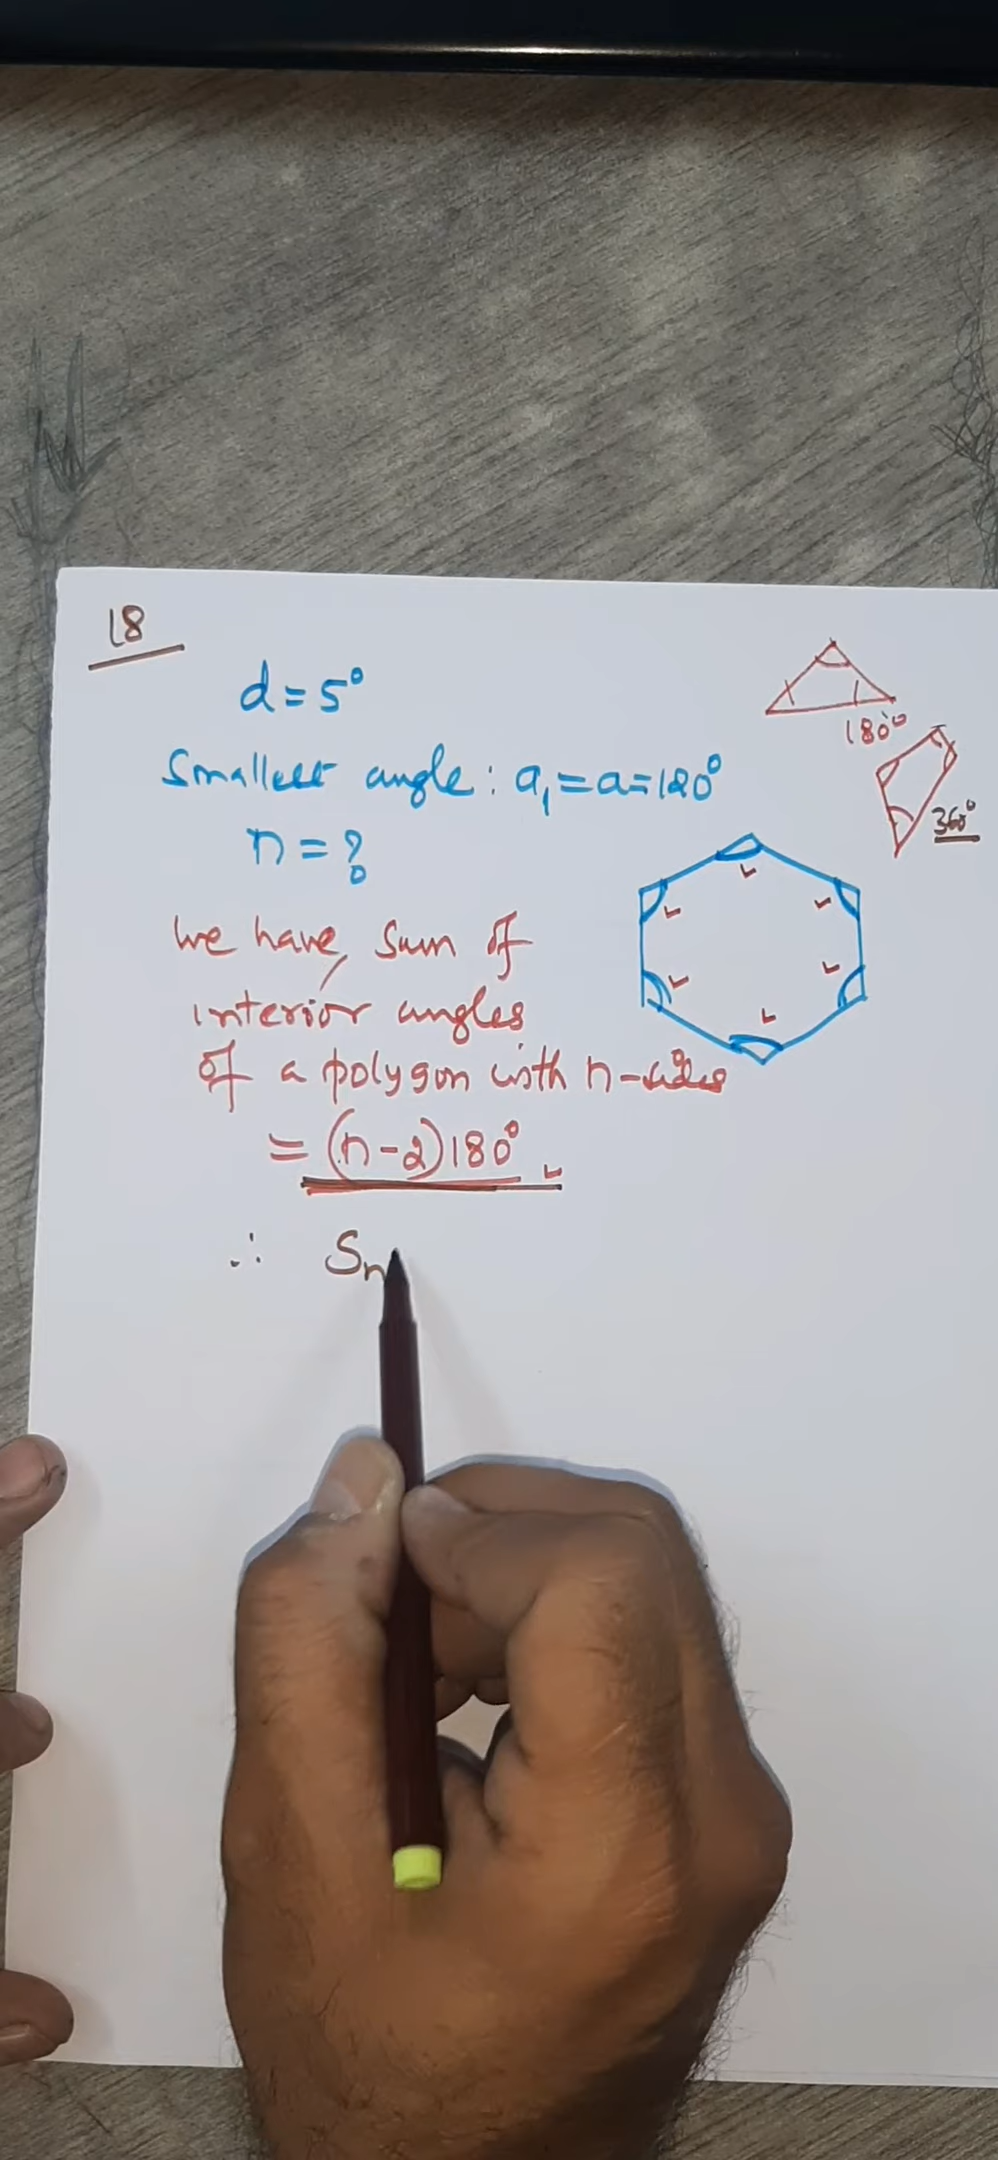 18
d = 5°
Smallest angle : a₁ = a = 120°
n = ?
We have, Sum of
interior angles
of a polygon with n-sides
= (n-2)180°
∴ Sn
180°
360°